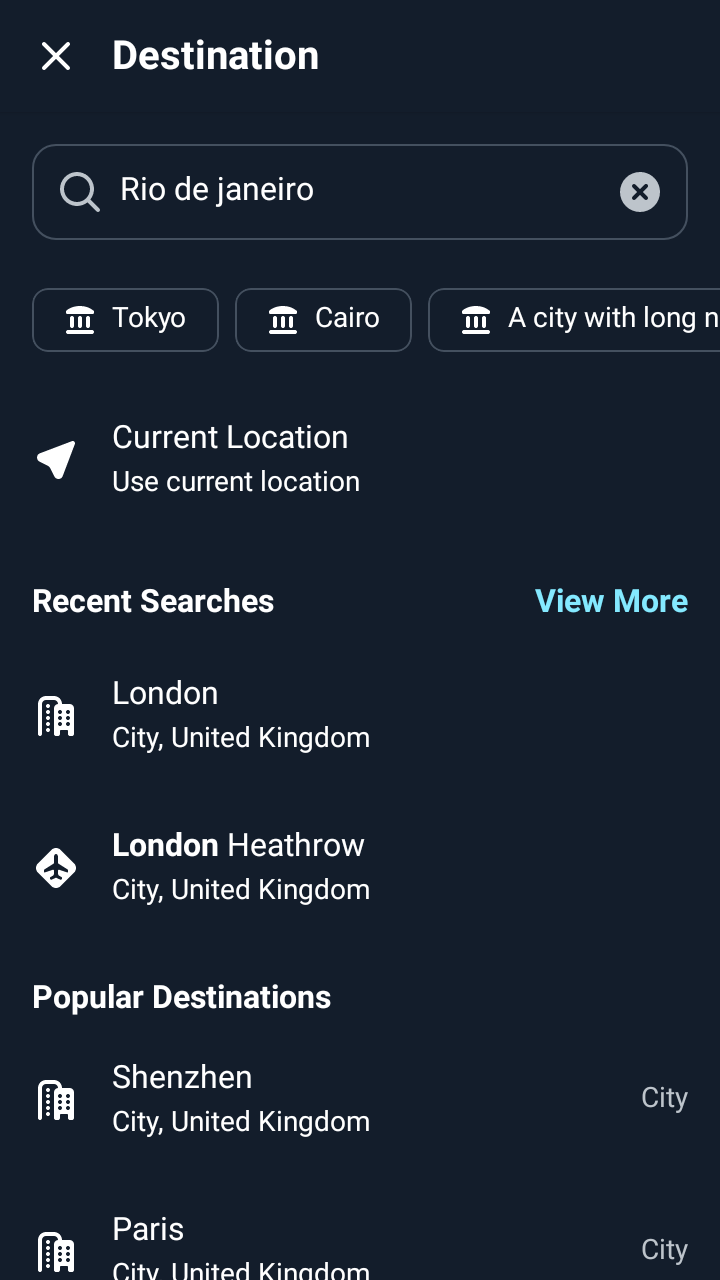 Destination
Rio de janeiro
Tokyo Cairo A city with long n
Current Location
Use current location
Recent Searches View More
London
City, United Kingdom
London Heathrow
City, United Kingdom
Popular Destinations
Shenzhen
City, United Kingdom
City
Paris
City, United Kingdom
City